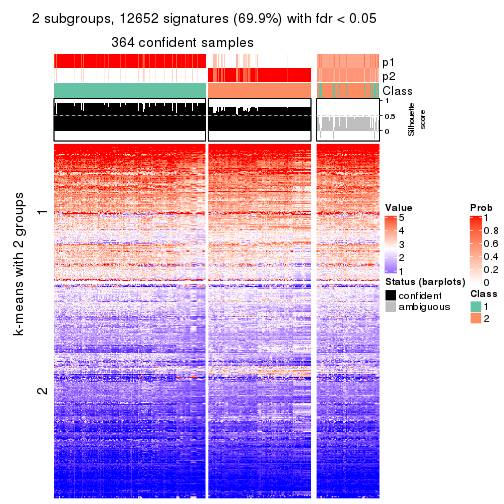 2 subgroups, 12652 signatures (69.9%) with fdr < 0.05
364 confident samples
p1
p2
Class
1
0.5
0
Silhouette
score
k-means with 2 groups
1
2
Value
5
4
3
2
1
Status (barplots)
confident
ambiguous
Prob
1
0.8
0.6
0.4
0.2
0
Class
1
2